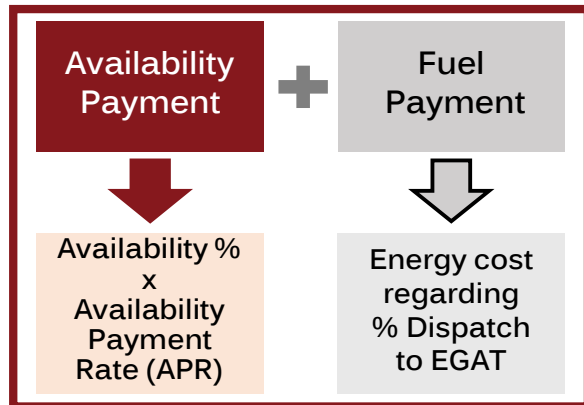 Availability
Payment
+
Fuel
Payment
Availability %
x
Availability
Payment
Rate (APR)
Energy cost
regarding
% Dispatch
to EGAT